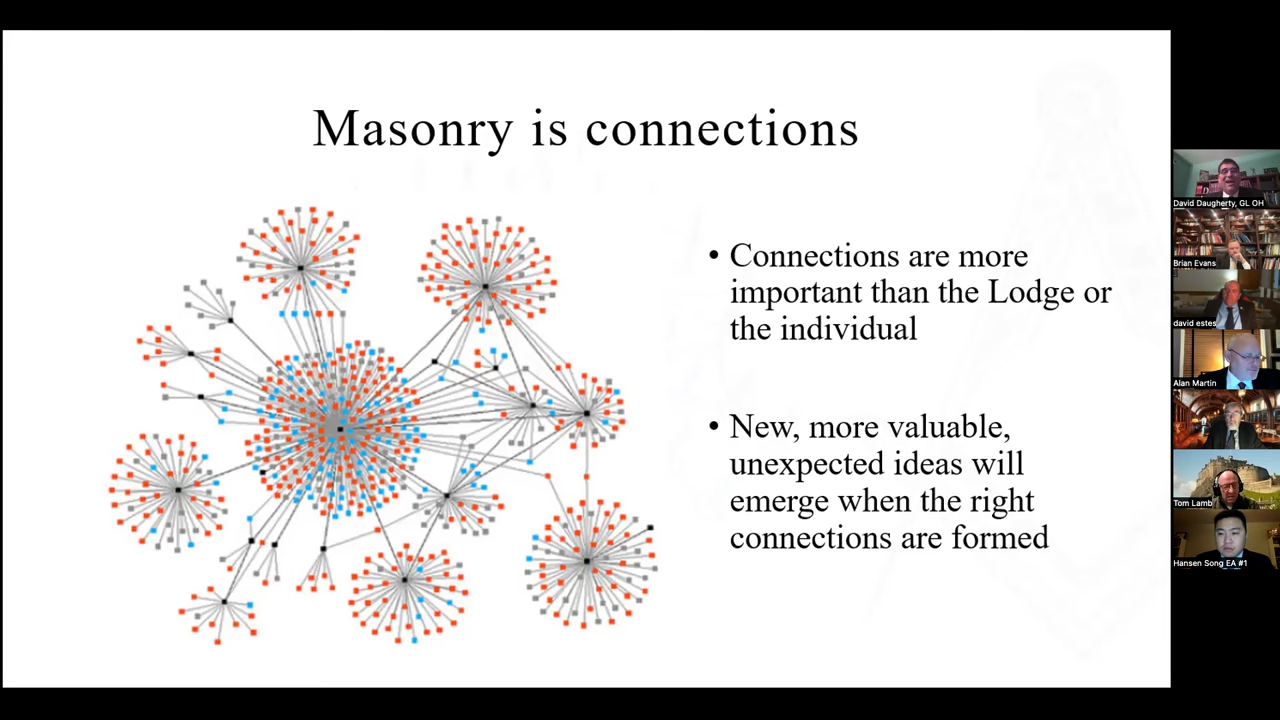 Masonry is connections
• Connections are more
important than the Lodge or
the individual
• New, more valuable,
unexpected ideas will
emerge when the right
connections are formed
David Daugherty, GL OH
Brian Evans
david estes
Alan Martin
Tom Lamb
Hansen Song EA #1